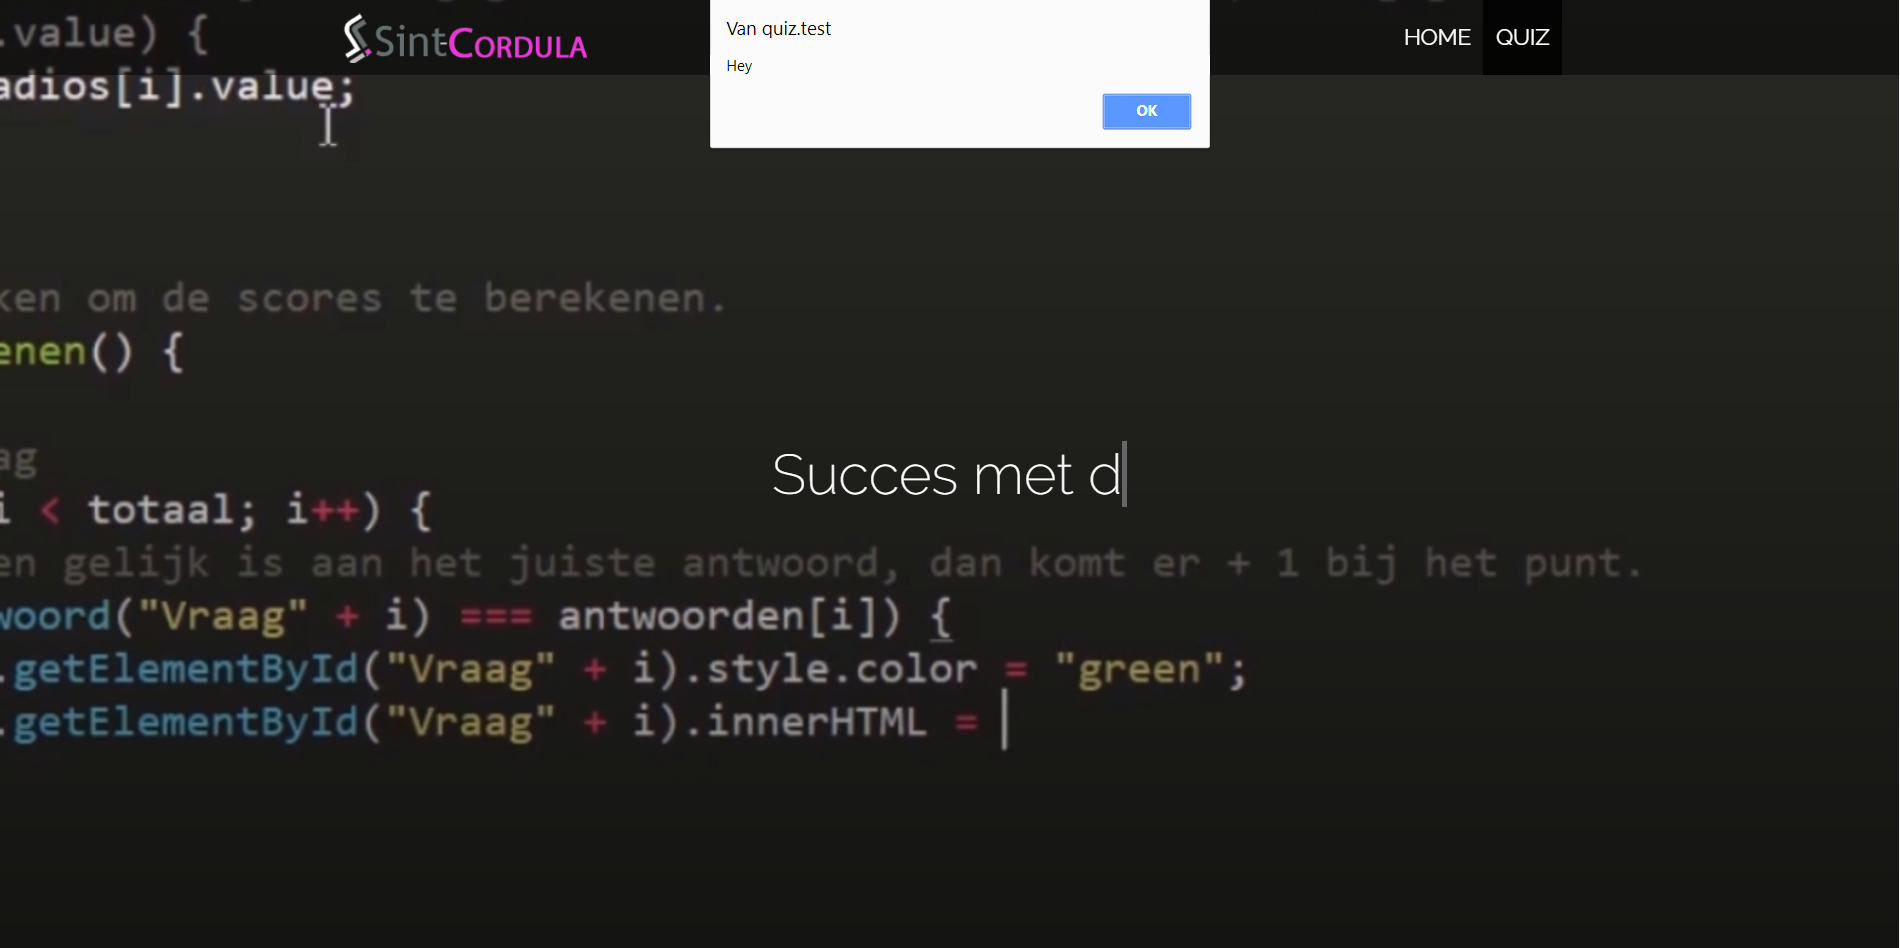 .value) {
Sint-CORDULA
HOME QUIZ
Van quiz.test
Hey
OK
adios[i].value;
ken om de scores te berekenen.
enen() {
Succes met d
ag
i < totaal; i++) {
en gelijk is aan het juiste antwoord, dan komt er + 1 bij het punt.
woord("Vraag" + i) === antwoorden[i]) {
.getElementById("Vraag" + i).style.color = "green";
.getElementById("Vraag" + i).innerHTML =